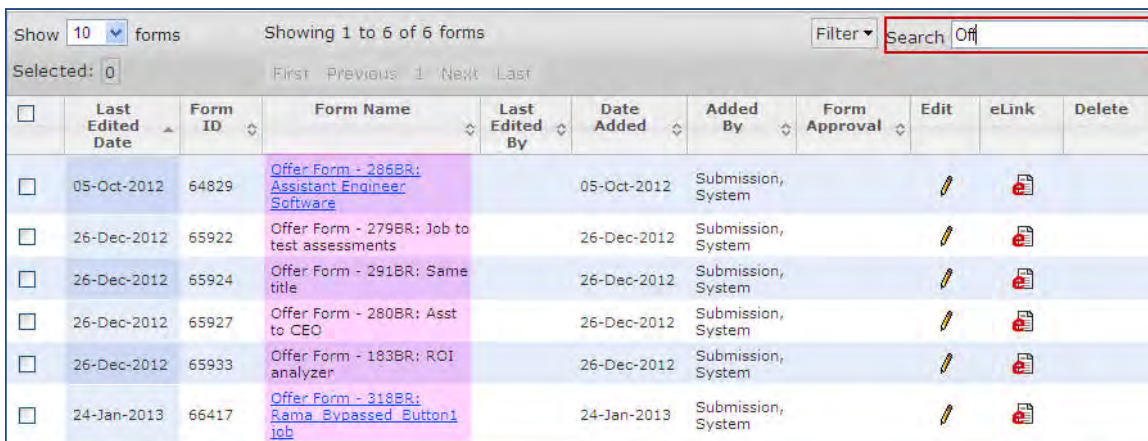 Show 10 forms Showing 1 to 6 of 6 forms Filter Search Off
Selected: 0 First Previous 1 Next Last
Last Edited Date Form ID Form Name Last Edited By Date Added Added By Form Approval Edit eLink Delete
05-Oct-2012 64829 Offer Form - 286BR: Assistant Engineer Software 05-Oct-2012 Submission, System
26-Dec-2012 65922 Offer Form - 279BR: Job to test assessments 26-Dec-2012 Submission, System
26-Dec-2012 65924 Offer Form - 291BR: Same title 26-Dec-2012 Submission, System
26-Dec-2012 65927 Offer Form - 280BR: Asst to CEO 26-Dec-2012 Submission, System
26-Dec-2012 65933 Offer Form - 183BR: ROI analyzer 26-Dec-2012 Submission, System
24-Jan-2013 66417 Offer Form - 318BR: Rama_Bypassed_Button1 job 24-Jan-2013 Submission, System